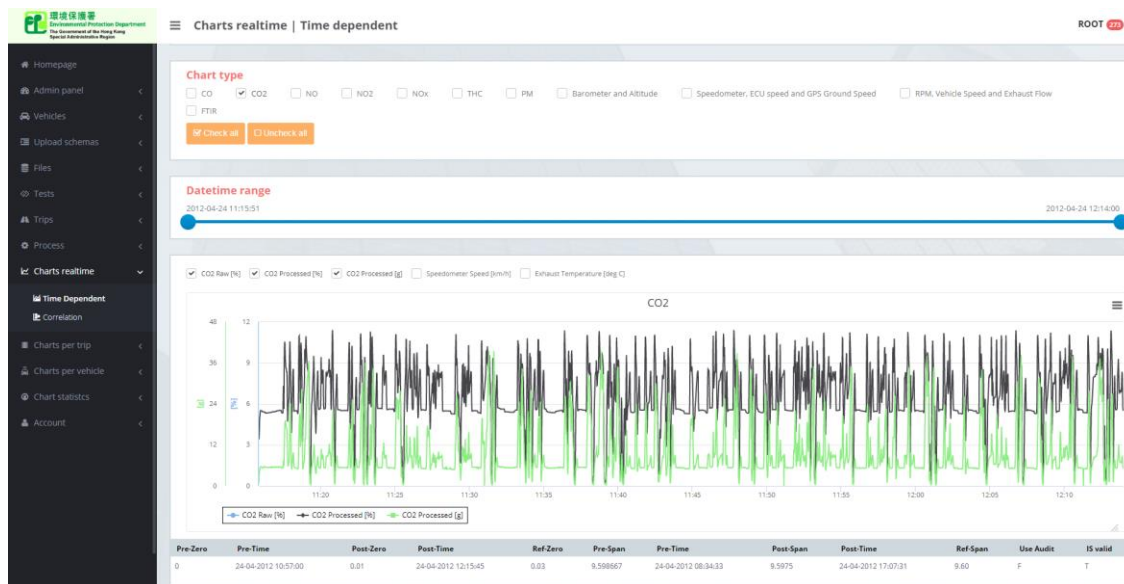 環境保護署
Environmental Protection Department
The Government of the Hong Kong
Special Administrative Region
Charts realtime | Time dependent
ROOT 273
Homepage
Admin panel
Vehicles
Upload schemas
Files
Tests
Trips
Process
Charts realtime
Time Dependent
Correlation
Charts per trip
Charts per vehicle
Chart statistcs
Account
Chart type
CO CO2 NO NO2 NOx THC PM Barometer and Altitude Speedometer, ECU speed and GPS Ground Speed RPM, Vehicle Speed and Exhaust Flow
FTIR
Check all Uncheck all
Datetime range
2012-04-24 11:15:51 2012-04-24 12:14:00
CO2 Raw [%] CO2 Processed [%] CO2 Processed [g] Speedometer Speed [km/h] Exhaust Temperature [deg C]
CO2
48 12
36 9
[g] 24 [%] 6
12 3
0 0
11:20 11:25 11:30 11:35 11:40 11:45 11:50 11:55 12:00 12:05 12:10
CO2 Raw [%] CO2 Processed [%] CO2 Processed [g]
Pre-Zero Pre-Time Post-Zero Post-Time Ref-Zero Pre-Span Pre-Time Post-Span Post-Time Ref-Span Use Audit IS valid
0 24-04-2012 10:57:00 0.01 24-04-2012 12:15:45 0.03 9.598667 24-04-2012 08:34:33 9.5975 24-04-2012 17:07:31 9.60 F T